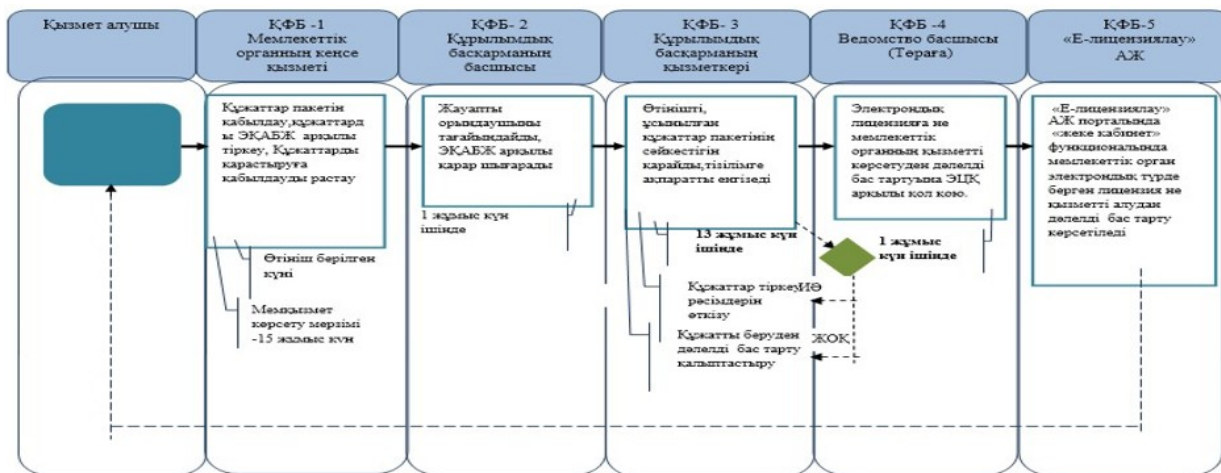 Қызмет алушы
ҚФБ -1
Мемлекеттік
органның кеңсе
қызметі
ҚФБ- 2
Құрылымдық
басқарманың
басшысы
ҚФБ- 3
Құрылымдық
басқарманың
қызметкері
ҚФБ -4
Ведомство басшысы
(Төраға)
ҚФБ-5
«Е-лицензиялау»
АЖ
Құжаттар пакетін
қабылдау,құжаттард
ы ЭҚАБЖ арқылы
тіркеу, Құжаттарды
қарастыруға
қабылдауды растау
Жауапты
орындаушыны
тағайындайды,
ЭҚАБЖ арқылы
қарар шығарады
Өтінішті,
ұсынылған
құжаттар пакетінің
сәйкестігін
қарайды,тізілімге
ақпаратты енгізеді
Электрондық
лицензияға не
мемлекеттік
органның қызметті
көрсетуден дәлелді
бас тартуына ЭЦҚ
арқылы қол қою.
«Е-лицензиялау»
АЖ порталында
«жеке кабинет»
функционалында
мемлекеттік орган
электрондық түрде
берген лицензия не
қызметті алудан
дәлелді бас тарту
көрсетіледі
1 жұмыс күн
ішінде
13 жұмыс күн
ішінде
1 жұмыс
күн ішінде
Өтініш берілген
күні
Мемқызмет
көрсету мерзімі
-15 жұмыс күн
Құжаттар тіркеу
рәсімдерін
өткізу
ИӘ
Құжатты беруден
дәлелді бас тарту
қалыптастыру
ЖОҚ